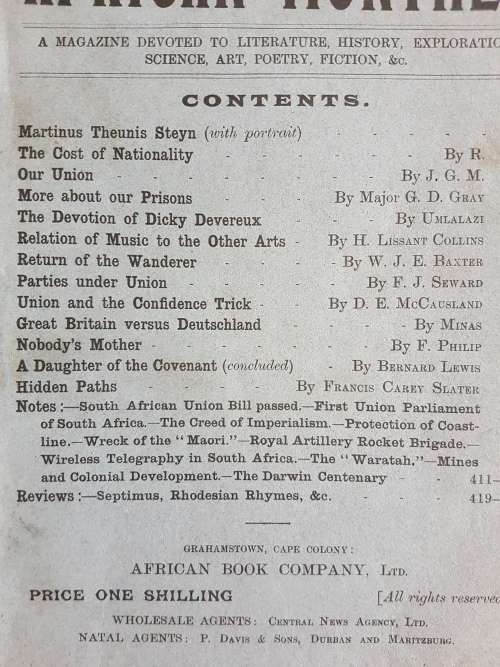 A MAGAZINE DEVOTED TO LITERATURE, HISTORY, EXPLORATIO
SCIENCE, ART, POETRY, FICTION, &c.
CONTENTS.
Martinus Theunis Steyn (with portrait) - - - - -
The Cost of Nationality - - - - - By R.
Our Union - - - - - - - By J. G. M.
More about our Prisons - - - By Major G. D. GRAY
The Devotion of Dicky Devereux - - - By UMLALAZI
Relation of Music to the Other Arts - By H. LISSANT COLLINS
Return of the Wanderer - - - - By W. J. E. BAXTER
Parties under Union - - - - - By F. J. SEWARD
Union and the Confidence Trick - - By D. E. MCCAUSLAND
Great Britain versus Deutschland - - - - By MINAS
Nobody's Mother - - - - - - By F. PHILIP
A Daughter of the Covenant (concluded) - By BERNARD LEWIS
Hidden Paths - - - - By FRANCIS CAREY SLATER
Notes:—South African Union Bill passed.—First Union Parliament
of South Africa.—The Creed of Imperialism.—Protection of Coast-
line.—Wreck of the "Maori."—Royal Artillery Rocket Brigade.—
Wireless Telegraphy in South Africa.—The "Waratah."—Mines
and Colonial Development.—The Darwin Centenary - - 411–
Reviews:—Septimus, Rhodesian Rhymes, &c. - - - 419–
GRAHAMSTOWN, CAPE COLONY:
AFRICAN BOOK COMPANY, LTD.
PRICE ONE SHILLING [All rights reserve
WHOLESALE AGENTS: CENTRAL NEWS AGENCY, LTD.
NATAL AGENTS: P. DAVIS & SONS, DURBAN AND MARITZBURG.